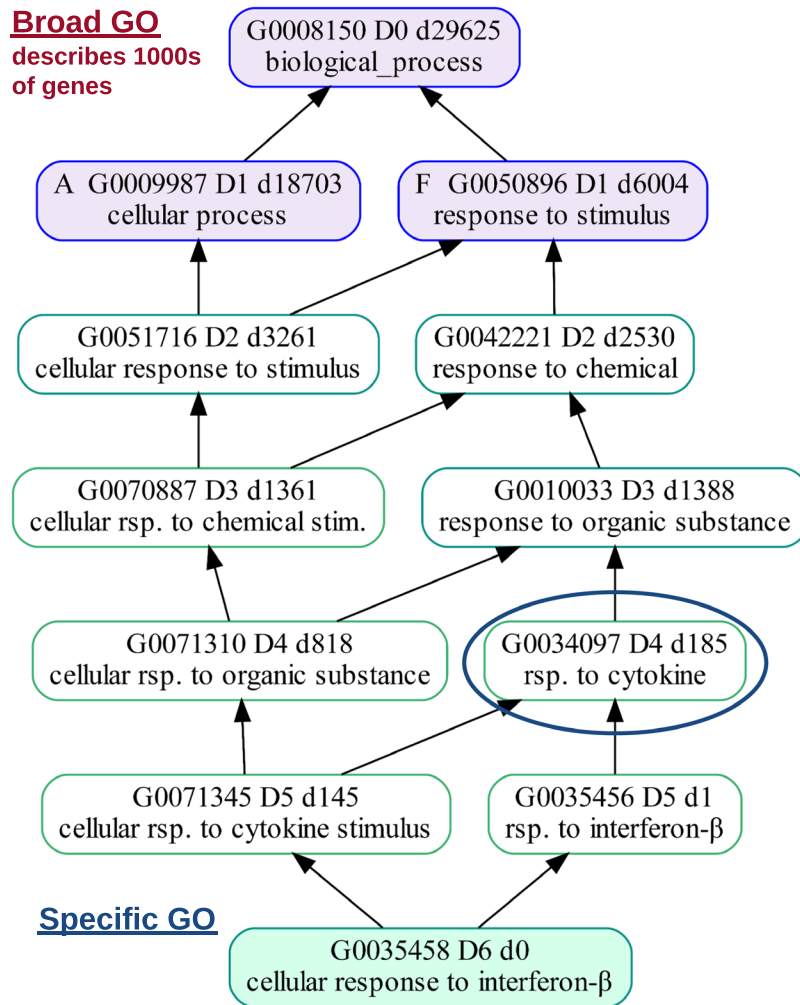 Broad GO
describes 1000s
of genes
G0008150 D0 d29625
biological_process
A G0009987 D1 d18703
cellular process
F G0050896 D1 d6004
response to stimulus
G0051716 D2 d3261
cellular response to stimulus
G0042221 D2 d2530
response to chemical
G0070887 D3 d1361
cellular rsp. to chemical stim.
G0010033 D3 d1388
response to organic substance
G0071310 D4 d818
cellular rsp. to organic substance
G0034097 D4 d185
rsp. to cytokine
G0071345 D5 d145
cellular rsp. to cytokine stimulus
G0035456 D5 d1
rsp. to interferon-β
Specific GO
G0035458 D6 d0
cellular response to interferon-β